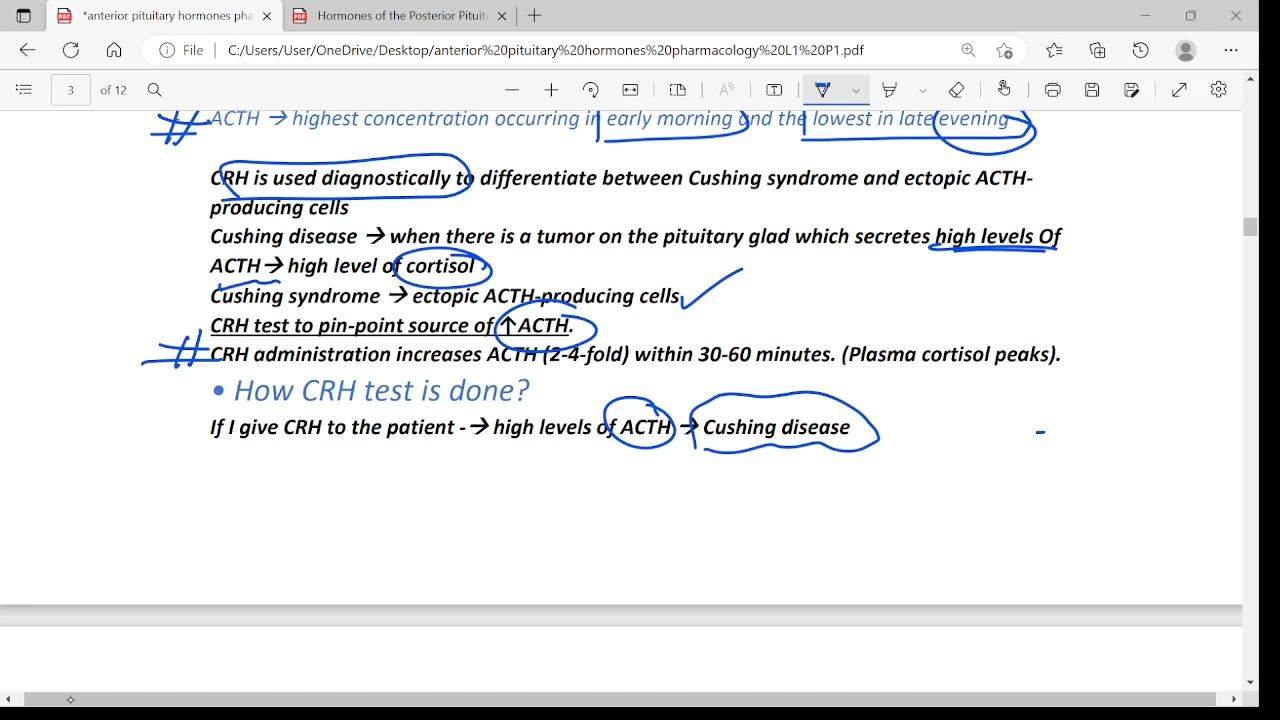 *anterior pituitary hormones pha
Hormones of the Posterior Pituit
File
C:/Users/User/OneDrive/Desktop/anterior%20pituitary%20hormones%20pharmacology%20L1%20P1.pdf
3 of 12
# ACTH → highest concentration occurring in early morning and the lowest in late evening
CRH is used diagnostically to differentiate between Cushing syndrome and ectopic ACTH-
producing cells
Cushing disease → when there is a tumor on the pituitary glad which secretes high levels Of
ACTH→ high level of cortisol
Cushing syndrome → ectopic ACTH-producing cells
CRH test to pin-point source of ↑ACTH.
# CRH administration increases ACTH (2-4-fold) within 30-60 minutes. (Plasma cortisol peaks).
• How CRH test is done?
If I give CRH to the patient -→ high levels of ACTH → Cushing disease